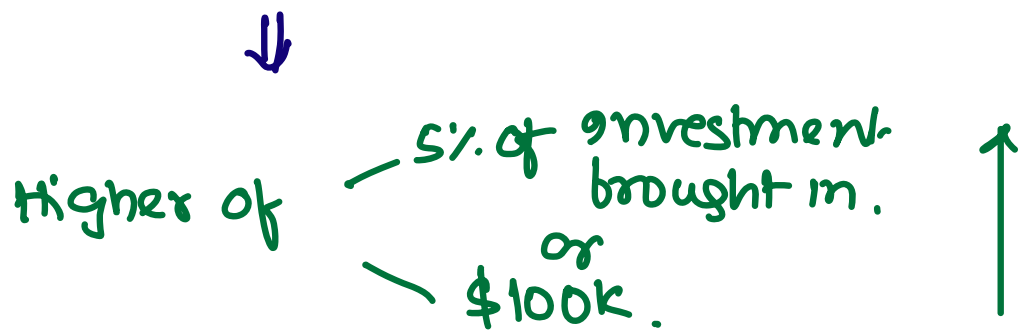 Higher of
5% of Investment
brought in.
or
$100K.